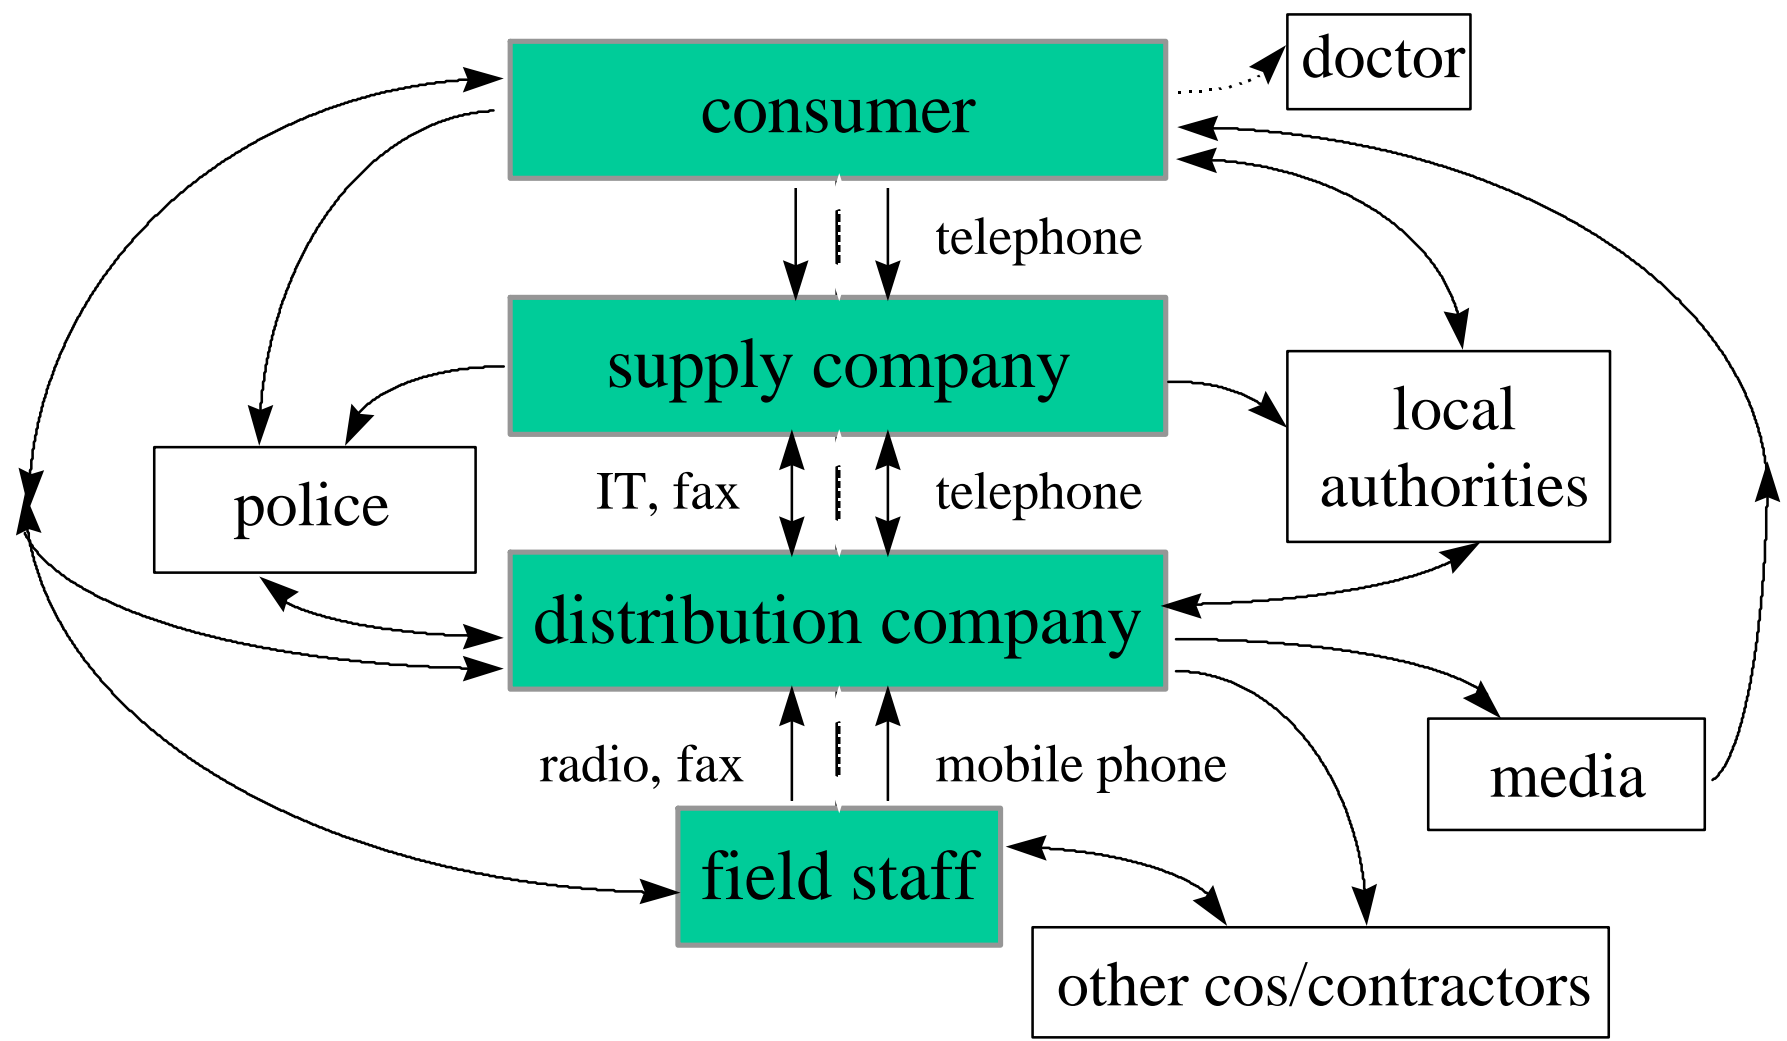 doctor
consumer
telephone
supply company
local
authorities
police
IT, fax
telephone
distribution company
radio, fax
mobile phone
media
field staff
other cos/contractors